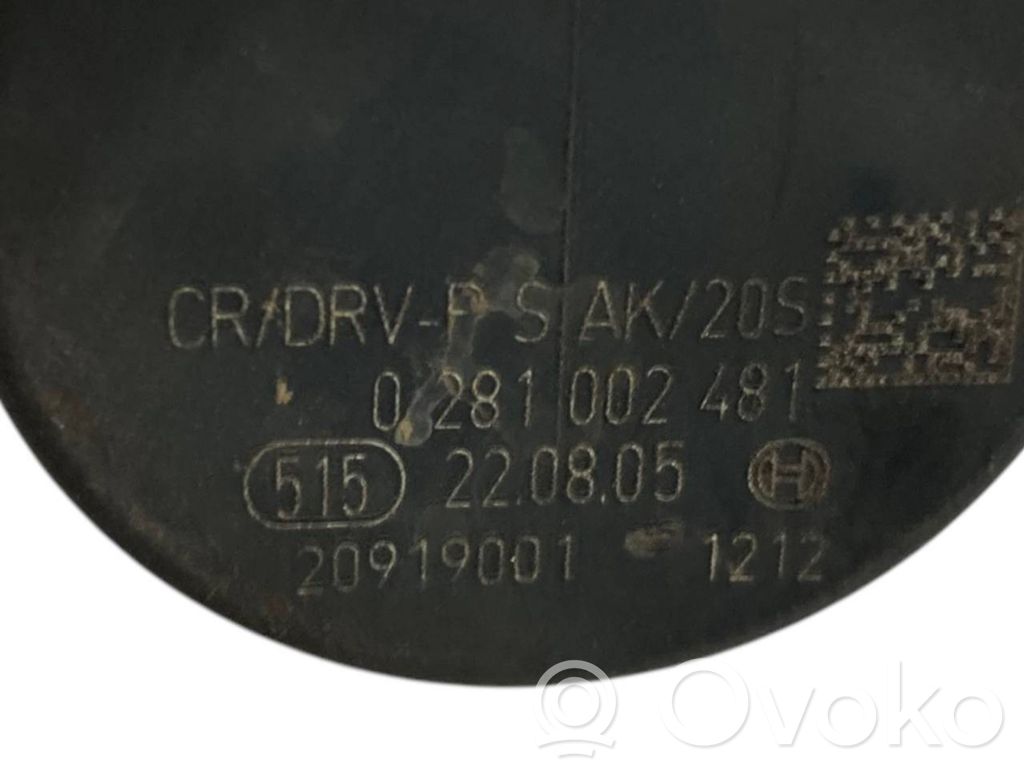 CR/DRV-P S AK/20S
0 281 002 481
515 22.08.05
20919001 1212
Ovoko